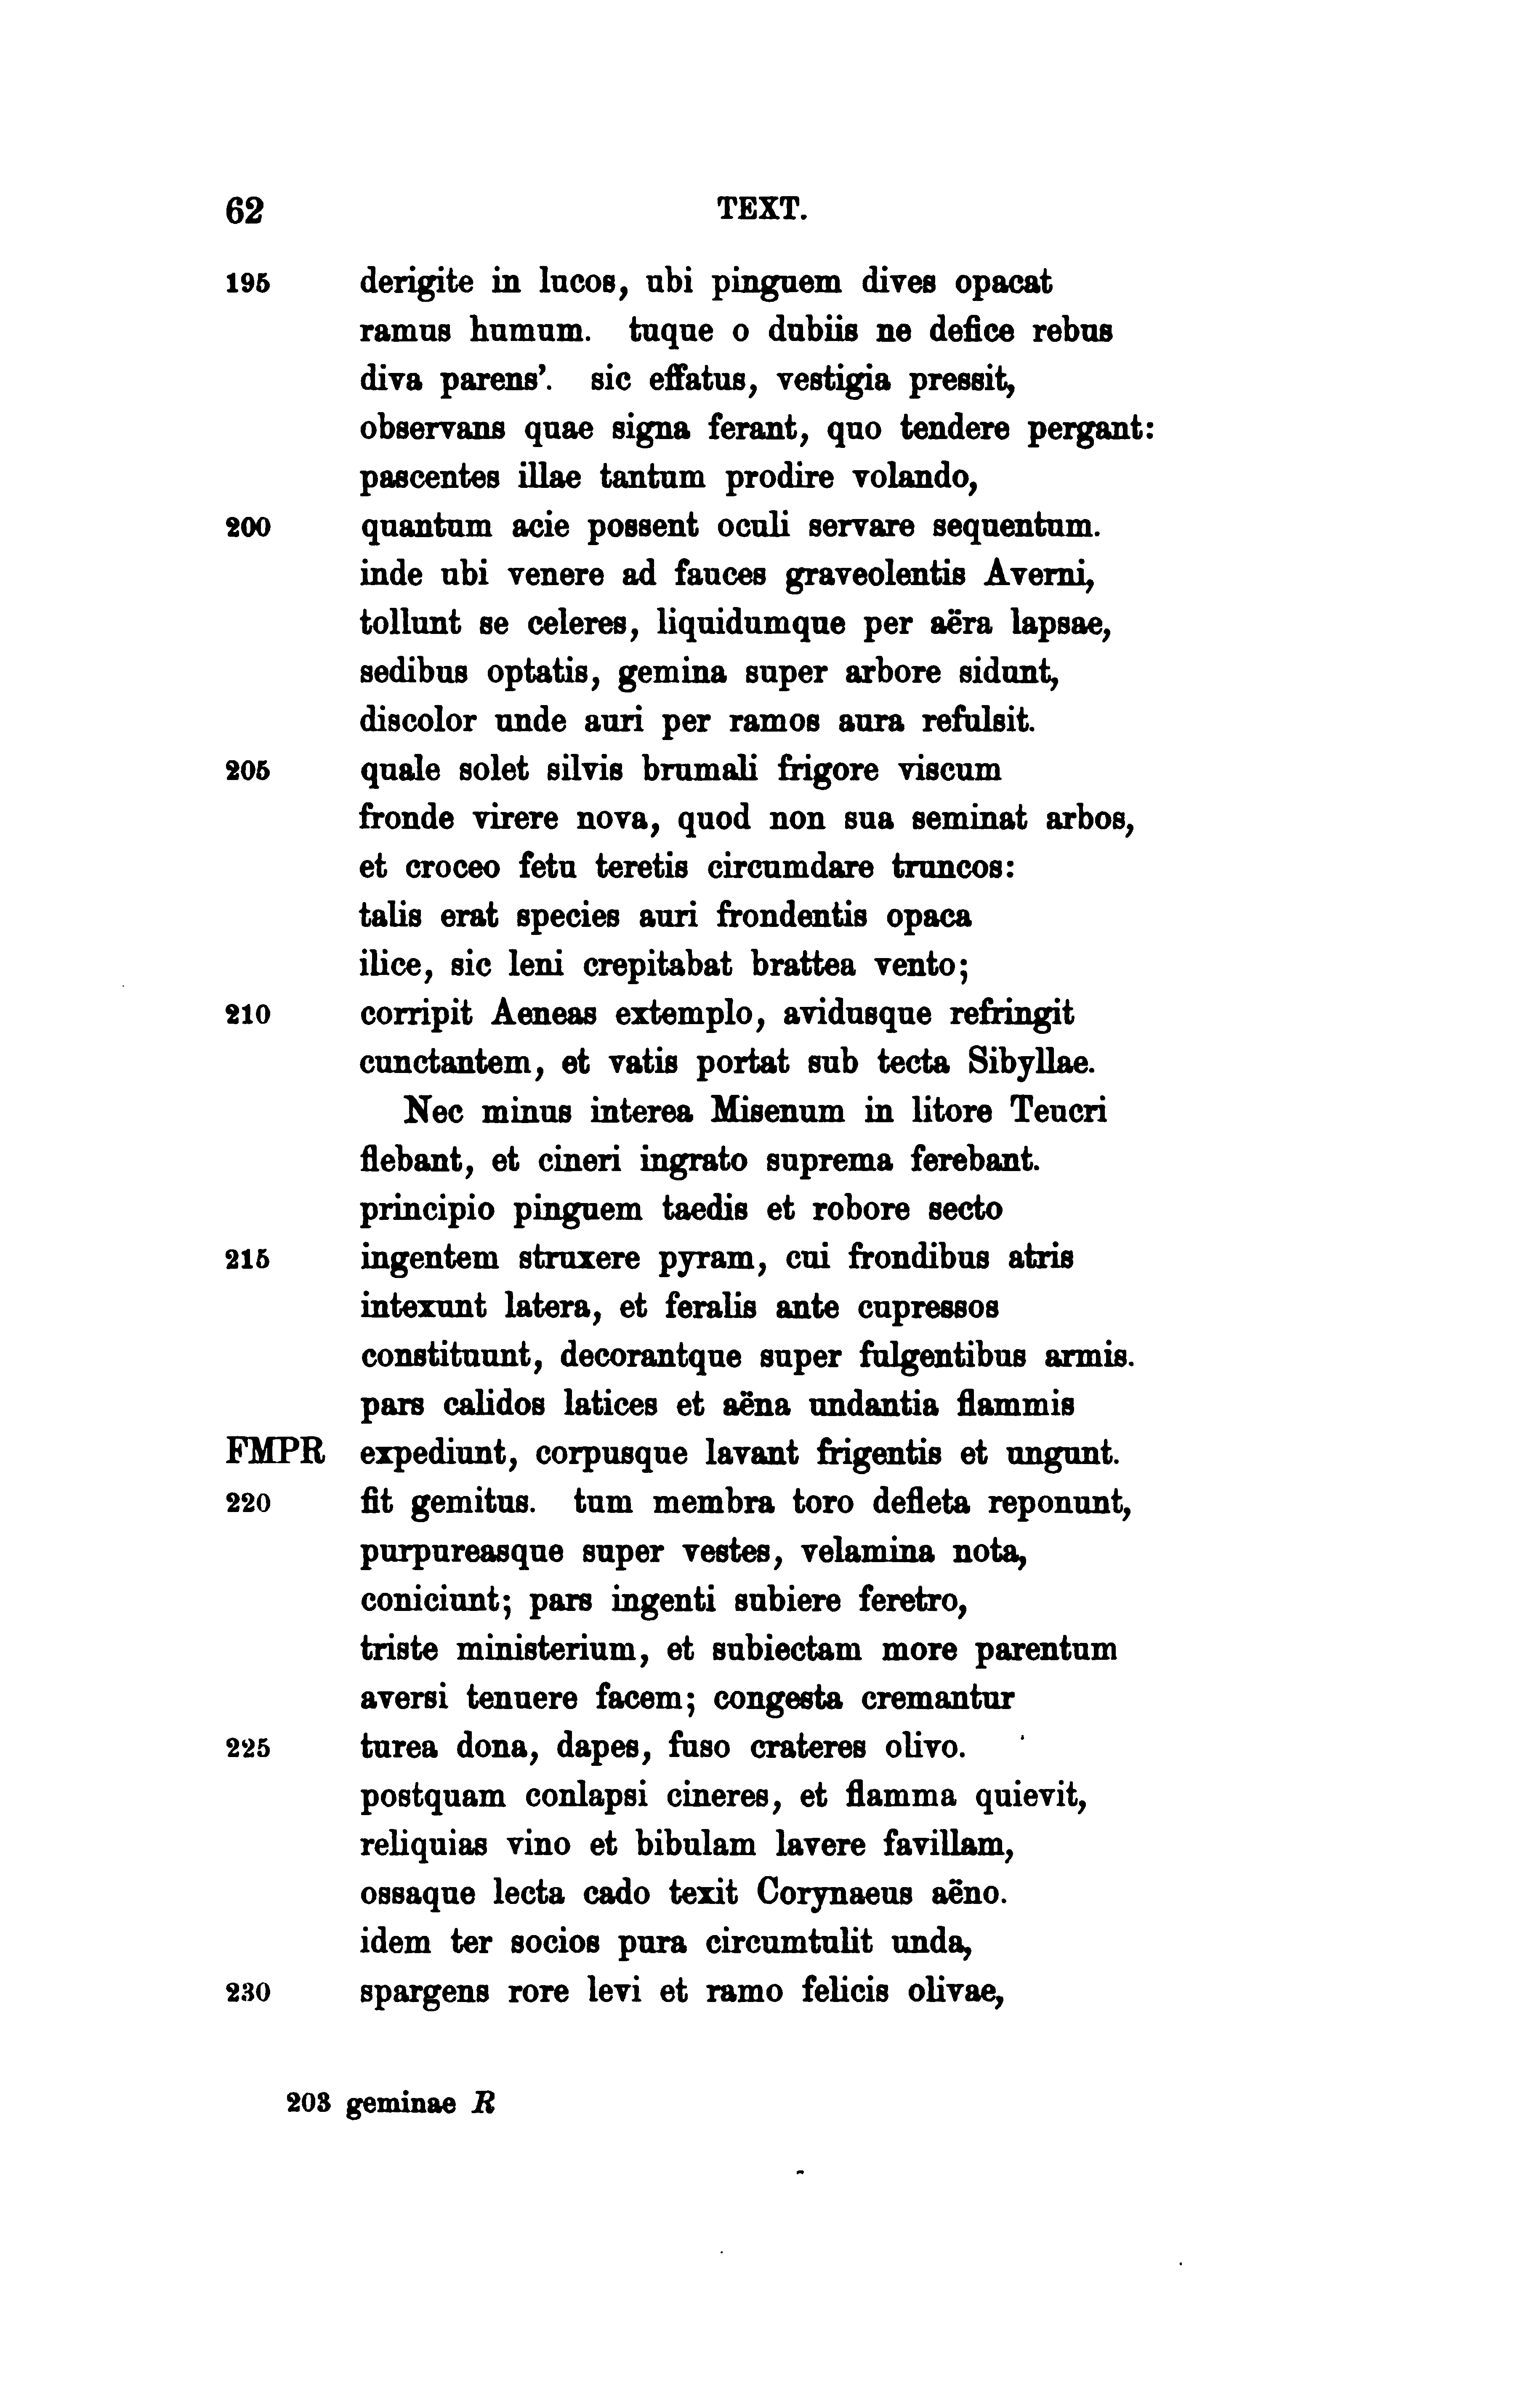 62 TEXT.
195 derigite in lucos, ubi pinguem dives opacat
ramus humum. tuque o dubiis ne defice rebus
diva parens’. sic effatus, vestigia pressit,
observans quae signa ferant, quo tendere pergant:
pascentes illae tantum prodire volando,
200 quantum acie possent oculi servare sequentum.
inde ubi venere ad fauces graveolentis Averni,
tollunt se celeres, liquidumque per aëra lapsae,
sedibus optatis, gemina super arbore sidunt,
discolor unde auri per ramos aura refulsit.
205 quale solet silvis brumali frigore viscum
fronde virere nova, quod non sua seminat arbos,
et croceo fetu teretis circumdare truncos:
talis erat species auri frondentis opaca
ilice, sic leni crepitabat brattea vento;
210 corripit Aeneas extemplo, avidusque refringit
cunctantem, et vatis portat sub tecta Sibyllae.
Nec minus interea Misenum in litore Teucri
flebant, et cineri ingrato suprema ferebant.
principio pinguem taedis et robore secto
215 ingentem struxere pyram, cui frondibus atris
intexunt latera, et feralis ante cupressos
constituunt, decorantque super fulgentibus armis.
pars calidos latices et aëna undantia flammis
FMPR expediunt, corpusque lavant frigentis et ungunt.
220 fit gemitus. tum membra toro defleta reponunt,
purpureasque super vestes, velamina nota,
coniciunt; pars ingenti subiere feretro,
triste ministerium, et subiectam more parentum
aversi tenuere facem; congesta cremantur
225 turea dona, dapes, fuso crateres olivo.
postquam conlapsi cineres, et flamma quievit,
reliquias vino et bibulam lavere favillam,
ossaque lecta cado texit Corynaeus aëno.
idem ter socios pura circumtulit unda,
230 spargens rore levi et ramo felicis olivae,
203 geminae R